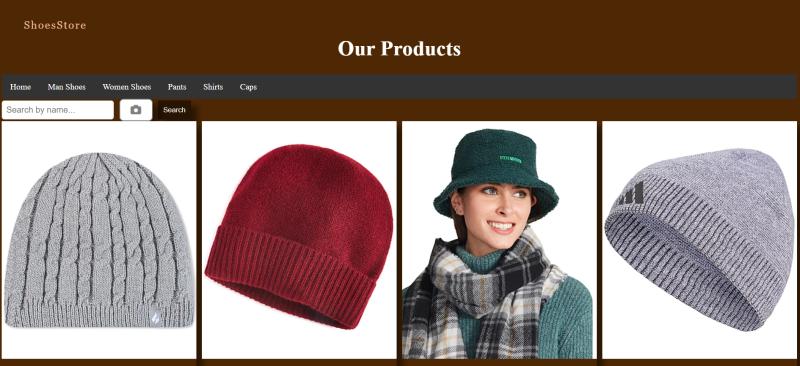 ShoesStore
Our Products
Home Man Shoes Women Shoes Pants Shirts Caps
Search by name... Search